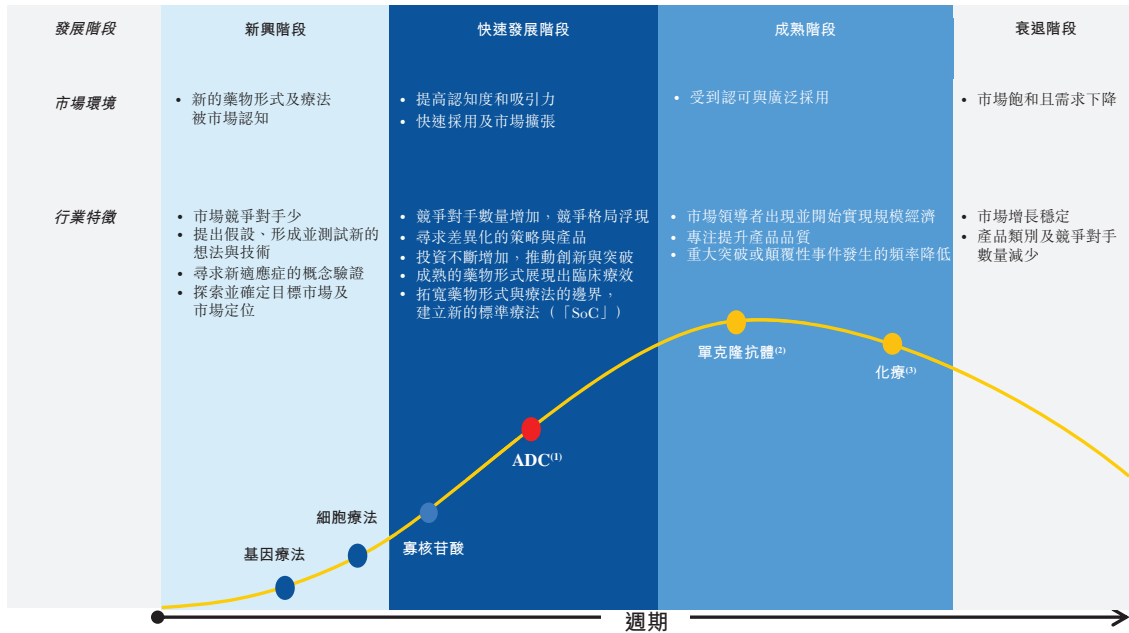 發展階段
新興階段
快速發展階段
成熟階段
衰退階段
市場環境
• 新的藥物形式及療法
被市場認知
• 提高認知度和吸引力
• 快速採用及市場擴張
• 受到認可與廣泛採用
• 市場飽和且需求下降
行業特徵
• 市場競爭對手少
• 提出假設、形成並測試新的
想法與技術
• 尋求新適應症的概念驗證
• 探索並確定目標市場及
市場定位
• 競爭對手數量增加，競爭格局浮現
• 尋求差異化的策略與產品
• 投資不斷增加，推動創新與突破
• 成熟的藥物形式展現出臨床療效
• 拓寬藥物形式與療法的邊界，
建立新的標準療法（「SoC」）
• 市場領導者出現並開始實現規模經濟
• 專注提升產品品質
• 重大突破或顛覆性事件發生的頻率降低
• 市場增長穩定
• 產品類別及競爭對手
數量減少
單克隆抗體(2)
化療(3)
ADC(1)
細胞療法
寡核苷酸
基因療法
週期